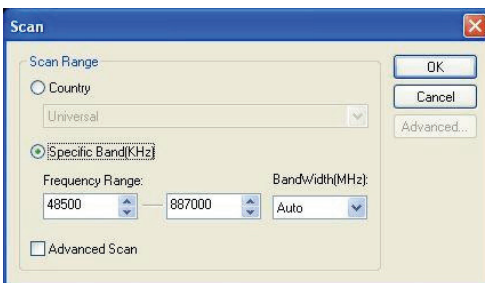 Scan
Scan Range
Country
Universal
Specific Band(KHz)
Frequency Range:
BandWidth(MHz):
48500
887000
Auto
Advanced Scan
OK
Cancel
Advanced...